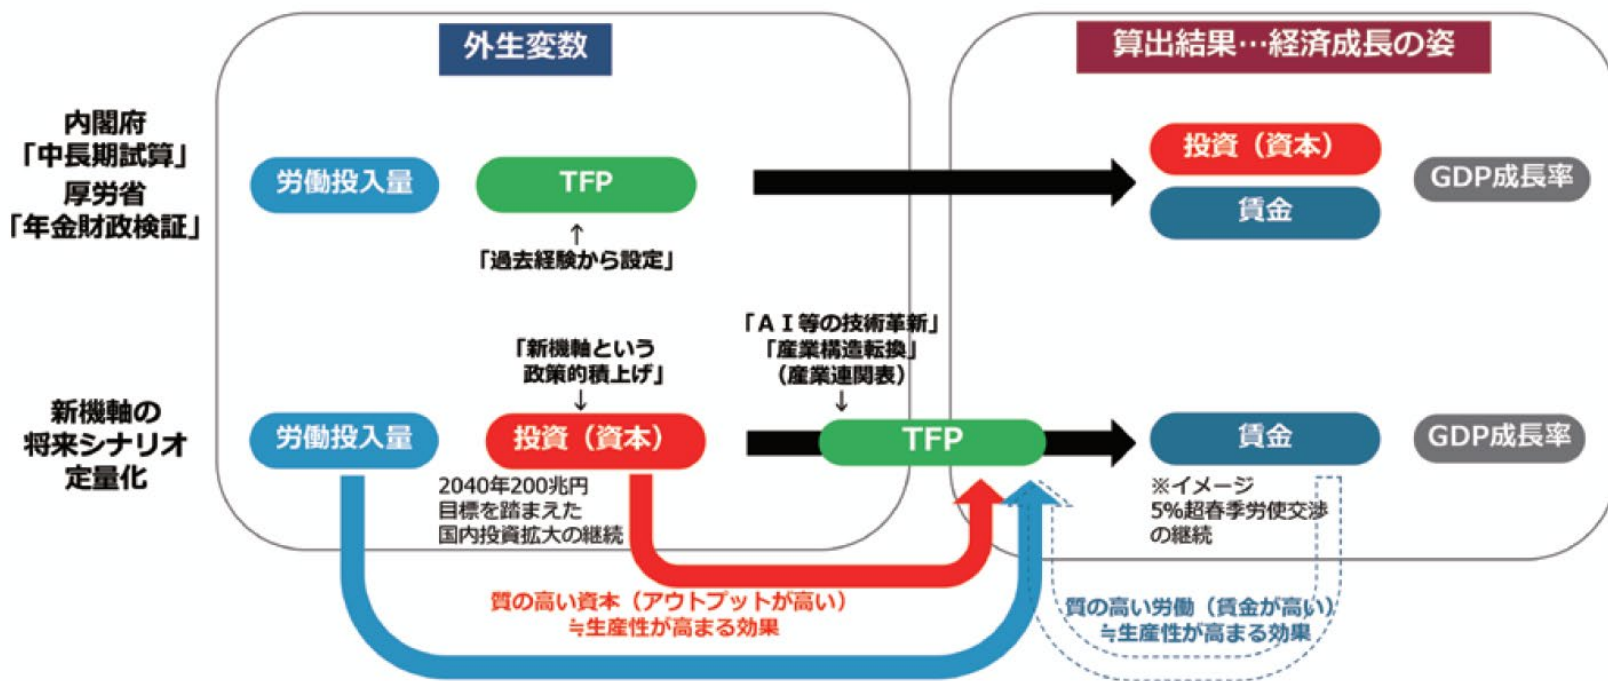 外生変数
算出結果…経済成長の姿
内閣府
「中長期試算」
厚労省
「年金財政検証」
労働投入量
TFP
↑
「過去経験から設定」
投資（資本）
賃金
GDP成長率
新機軸の
将来シナリオ
定量化
「新機軸という
政策的積上げ」
↓
「ＡＩ等の技術革新」
「産業構造転換」
（産業連関表）
↓
労働投入量
投資（資本）
TFP
賃金
GDP成長率
2040年200兆円
目標を踏まえた
国内投資拡大の継続
※イメージ
5%超春季労使交渉
の継続
質の高い資本（アウトプットが高い）
≒生産性が高まる効果
質の高い労働（賃金が高い）
≒生産性が高まる効果